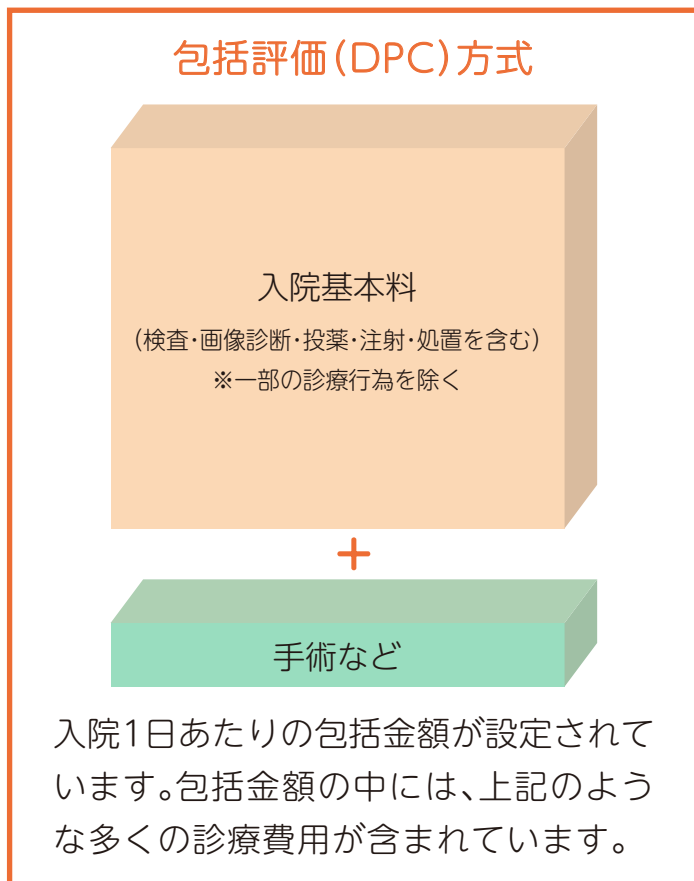 包括評価(DPC)方式
入院基本料
(検査・画像診断・投薬・注射・処置を含む)
※一部の診療行為を除く
+
手術など
入院1日あたりの包括金額が設定されて
います。包括金額の中には、上記のよう
な多くの診療費用が含まれています。